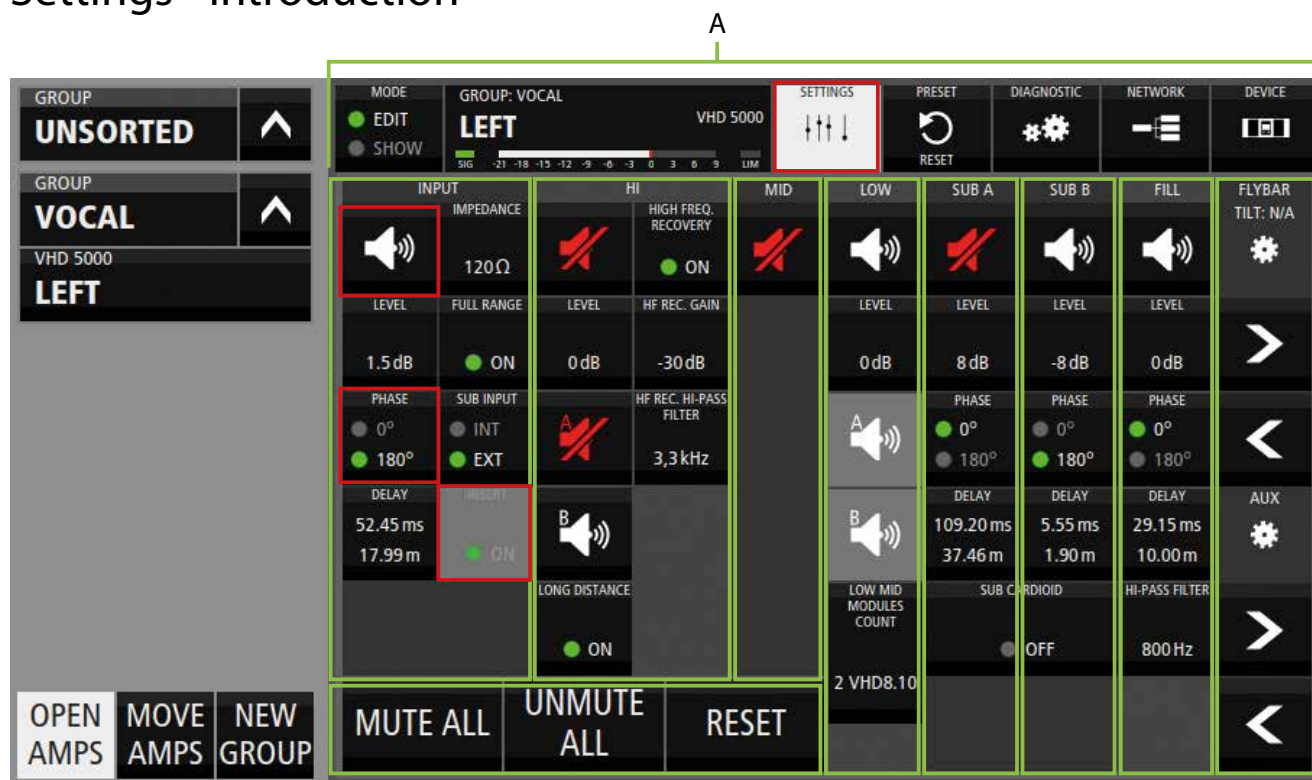 Settings - Introduction
A
GROUP
UNSORTED
GROUP
VOCAL
VHD 5000
LEFT
MODE
EDIT
SHOW
GROUP: VOCAL
LEFT
VHD 5000
SIG -21 -18 -15 -12 -9 -6 -3 0 3 6 9 LIM
SETTINGS
PRESET
RESET
DIAGNOSTIC
NETWORK
DEVICE
INPUT
HI
MID
LOW
SUB A
SUB B
FILL
FLYBAR
TILT: N/A
IMPEDANCE
120Ω
HIGH FREQ.
RECOVERY
ON
LEVEL
1.5 dB
FULL RANGE
ON
LEVEL
0 dB
HF REC. GAIN
-30 dB
LEVEL
0 dB
LEVEL
8 dB
LEVEL
-8 dB
LEVEL
0 dB
PHASE
0°
180°
SUB INPUT
INT
EXT
A
HF REC. HI-PASS
FILTER
3,3 kHz
A
PHASE
0°
180°
PHASE
0°
180°
PHASE
0°
180°
DELAY
52.45 ms
17.99 m
INSERT
ON
B
B
DELAY
109.20 ms
37.46 m
DELAY
5.55 ms
1.90 m
DELAY
29.15 ms
10.00 m
AUX
LONG DISTANCE
ON
LOW MID
MODULES
COUNT
2 VHD8.10
SUB CARDIOID
OFF
HI-PASS FILTER
800 Hz
OPEN
AMPS
MOVE
AMPS
NEW
GROUP
MUTE ALL
UNMUTE
ALL
RESET